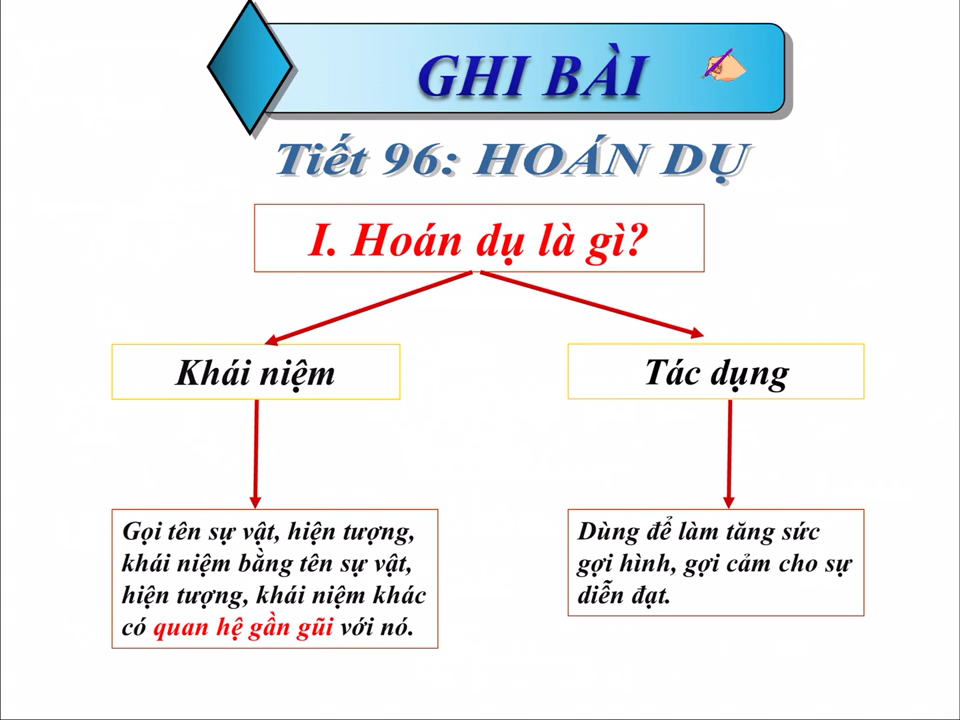 GHI BÀI
Tiết 96: HOÁN DỤ
I. Hoán dụ là gì?
Khái niệm
Tác dụng
Gọi tên sự vật, hiện tượng,
khái niệm bằng tên sự vật,
hiện tượng, khái niệm khác
có quan hệ gần gũi với nó.
Dùng để làm tăng sức
gợi hình, gợi cảm cho sự
diễn đạt.